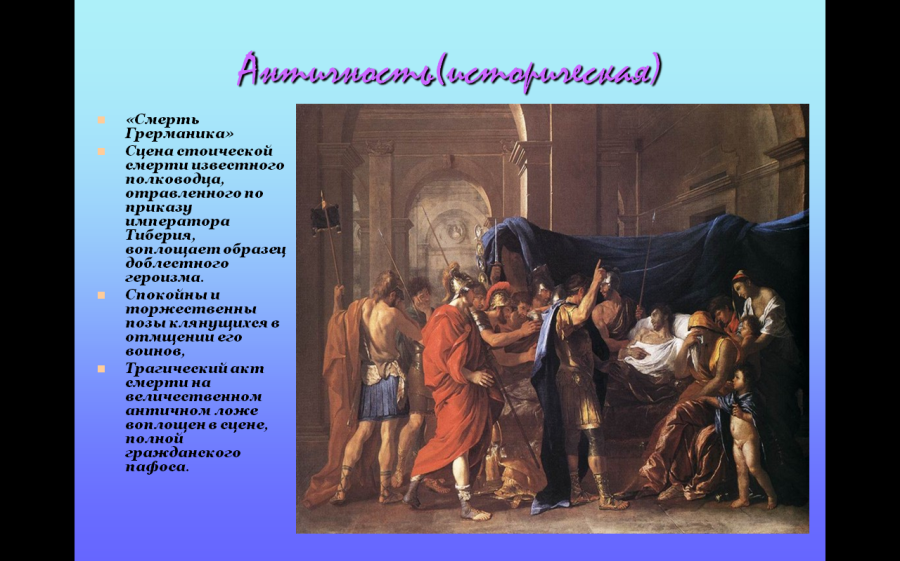 Античность(историческая)
«Смерть
Грерманика»
Сцена стоической
смерти известного
полководца,
отравленного по
приказу
императора
Тиберия,
воплощает образец
доблестного
героизма.
Спокойны и
торжественны
позы клянущихся в
отмщении его
воинов,
Трагический акт
смерти на
величественном
античном ложе
воплощен в сцене,
полной
гражданского
пафоса.